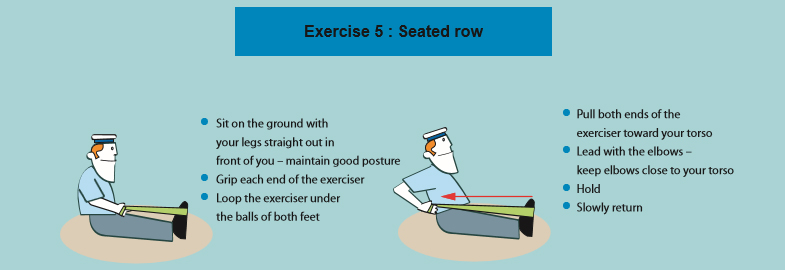 Exercise 5 : Seated row
Sit on the ground with
your legs straight out in
front of you – maintain good posture
Grip each end of the exerciser
Loop the exerciser under
the balls of both feet
Pull both ends of the
exerciser toward your torso
Lead with the elbows –
keep elbows close to your torso
Hold
Slowly return